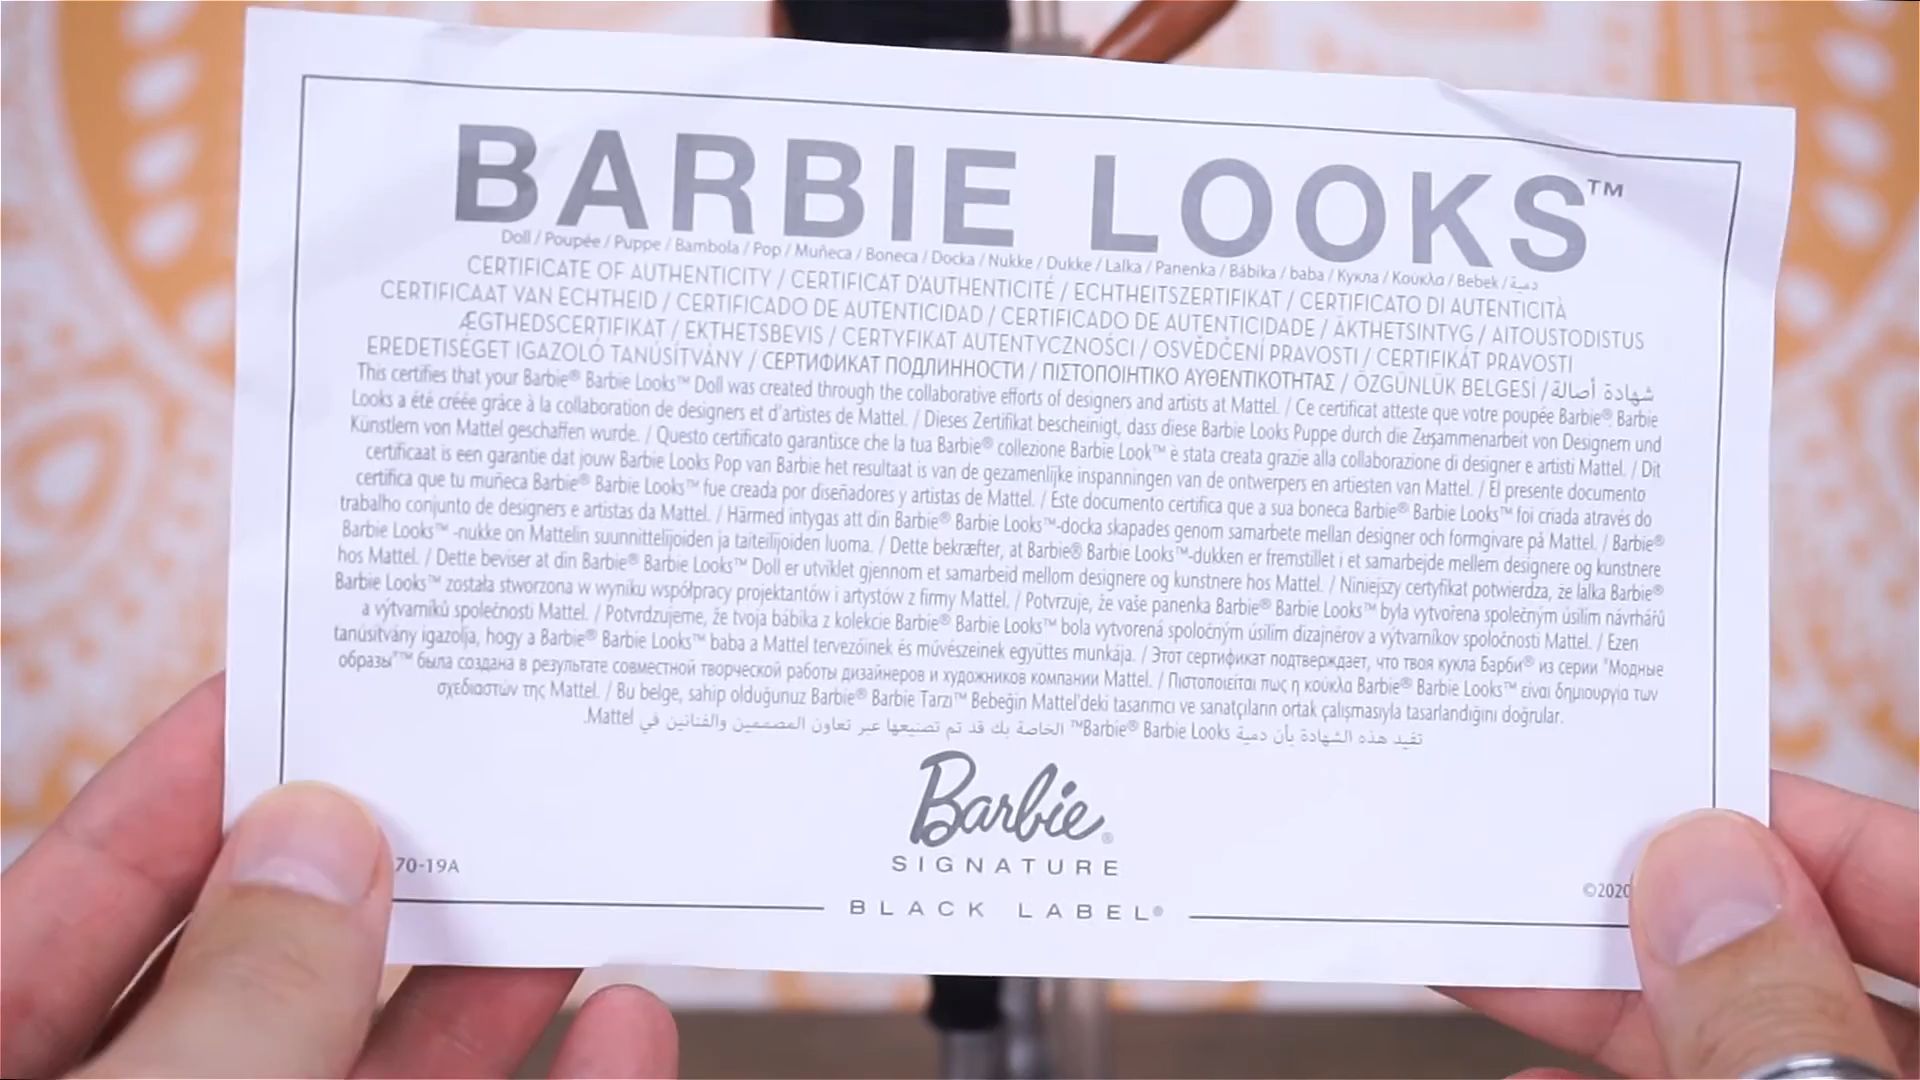 BARBIE LOOKS™
Doll / Poupée / Puppe / Bambola / Pop / Muñeca / Boneca / Docka / Nukke / Dukke / Lalka / Panenka / Bábika / baba / Кукла / Κούκλα / Bebek / دمية
CERTIFICATE OF AUTHENTICITY / CERTIFICAT D'AUTHENTICITÉ / ECHTHEITSZERTIFIKAT / CERTIFICATO DI AUTENTICITÀ
CERTIFICAAT VAN ECHTHEID / CERTIFICADO DE AUTENTICIDAD / CERTIFICADO DE AUTENTICIDADE / ÄKTHETSINTYG / AITOUSTODISTUS
ÆGTHEDSCERTIFIKAT / EKTHETSBEVIS / CERTYFIKAT AUTENTYCZNOŚCI / OSVĚDČENÍ PRAVOSTI / CERTIFIKÁT PRAVOSTI
EREDETISÉGET IGAZOLÓ TANÚSÍTVÁNY / СЕРТИФИКАТ ПОДЛИННОСТИ / ΠΙΣΤΟΠΟΙΗΤΙΚΟ ΑΥΘΕΝΤΙΚΟΤΗΤΑΣ / ÖZGÜNLÜK BELGESİ / شهادة أصالة
This certifies that your Barbie® Barbie Looks™ Doll was created through the collaborative efforts of designers and artists at Mattel. / Ce certificat atteste que votre poupée Barbie® Barbie
Looks a été créée grâce à la collaboration de designers et d'artistes de Mattel. / Dieses Zertifikat bescheinigt, dass diese Barbie Looks Puppe durch die Zusammenarbeit von Designern und
Künstlern von Mattel geschaffen wurde. / Questo certificato garantisce che la tua Barbie® collezione Barbie Look™ è stata creata grazie alla collaborazione di designer e artisti Mattel. / Dit
certificaat is een garantie dat jouw Barbie Looks Pop van Barbie het resultaat is van de gezamenlijke inspanningen van de ontwerpers en artiesten van Mattel. / El presente documento
certifica que tu muñeca Barbie® Barbie Looks™ fue creada por diseñadores y artistas de Mattel. / Este documento certifica que a sua boneca Barbie® Barbie Looks™ foi criada através do
trabalho conjunto de designers e artistas da Mattel. / Härmed intygas att din Barbie® Barbie Looks™-docka skapades genom samarbete mellan designer och formgivare på Mattel. / Barbie®
Barbie Looks™ -nukke on Mattelin suunnittelijoiden ja taiteilijoiden luoma. / Dette bekræfter, at Barbie® Barbie Looks™-dukken er fremstillet i et samarbejde mellem designere og kunstnere
hos Mattel. / Dette beviser at din Barbie® Barbie Looks™ Doll er utviklet gjennom et samarbeid mellom designere og kunstnere hos Mattel. / Niniejszy certyfikat potwierdza, że lalka Barbie®
Barbie Looks™ została stworzona w wyniku współpracy projektantów i artystów z firmy Mattel. / Potvrzuje, že vaše panenka Barbie® Barbie Looks™ byla vytvořena společným úsilím návrhářů
a výtvarníků společnosti Mattel. / Potvrdzujeme, že tvoja bábika z kolekcie Barbie® Barbie Looks™ bola vytvorená spoločným úsilím dizajnérov a výtvarníkov spoločnosti Mattel. / Ezen
tanúsítvány igazolja, hogy a Barbie® Barbie Looks™ baba a Mattel tervezőinek és művészeinek együttes munkája. / Этот сертификат подтверждает, что твоя кукла Барби® из серии "Модные
образы"™ была создана в результате совместной творческой работы дизайнеров и художников компании Mattel. / Πιστοποιείται πως η κούκλα Barbie® Barbie Looks™ είναι δημιουργία των
σχεδιαστών της Mattel. / Bu belge, sahip olduğunuz Barbie® Barbie Tarzı™ Bebeğin Mattel'deki tasarımcı ve sanatçıların ortak çalışmasıyla tasarlandığını doğrular.
تفيد هذه الشهادة بأن دمية Barbie® Barbie Looks™ الخاصة بك قد تم تصنيعها عبر تعاون المصممين والفنانين في Mattel.
Barbie®
SIGNATURE
70-19A
©2020
BLACK LABEL®